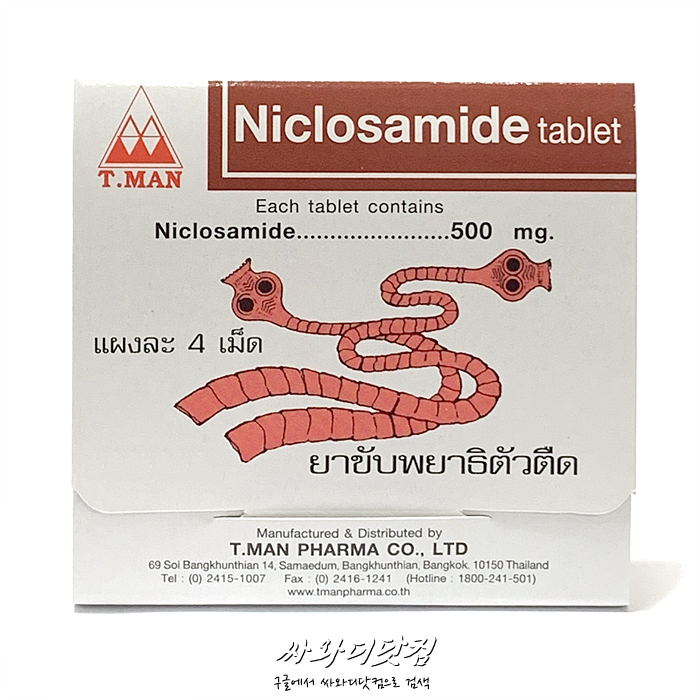 T.MAN
Niclosamide tablet
Each tablet contains
Niclosamide.......................500 mg.
แผงละ 4 เม็ด
ยาขับพยาธิตัวตืด
Manufactured & Distributed by
T.MAN PHARMA CO., LTD
69 Soi Bangkhunthian 14, Samaedum, Bangkhunthian, Bangkok. 10150 Thailand
Tel : (0) 2415-1007 Fax : (0) 2416-1241 (Hotline : 1800-241-501)
www.tmanpharma.co.th
싸와디닷컴
구글에서 싸와디닷컴으로 검색